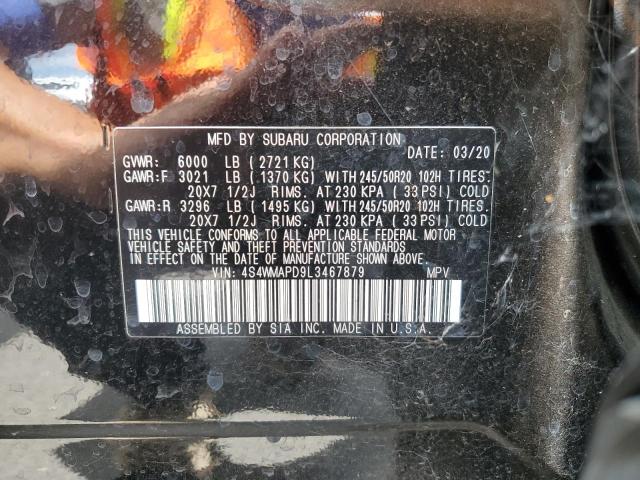 MFD BY SUBARU CORPORATION
DATE: 03/20
GVWR: 6000 LB (2721 KG)
GAWR:F 3021 LB (1370 KG) WITH 245/50R20 102H TIRES.
20X7 1/2J RIMS. AT 230 KPA (33 PSI) COLD
GAWR:R 3296 LB (1495 KG) WITH 245/50R20 102H TIRES.
20X7 1/2J RIMS. AT 230 KPA (33 PSI) COLD
THIS VEHICLE CONFORMS TO ALL APPLICABLE FEDERAL MOTOR
VEHICLE SAFETY AND THEFT PREVENTION STANDARDS
IN EFFECT ON THE DATE OF MANUFACTURE SHOWN ABOVE.
VIN: 4S4WMAPD9L3467879 MPV
ASSEMBLED BY SIA INC. MADE IN U.S.A.